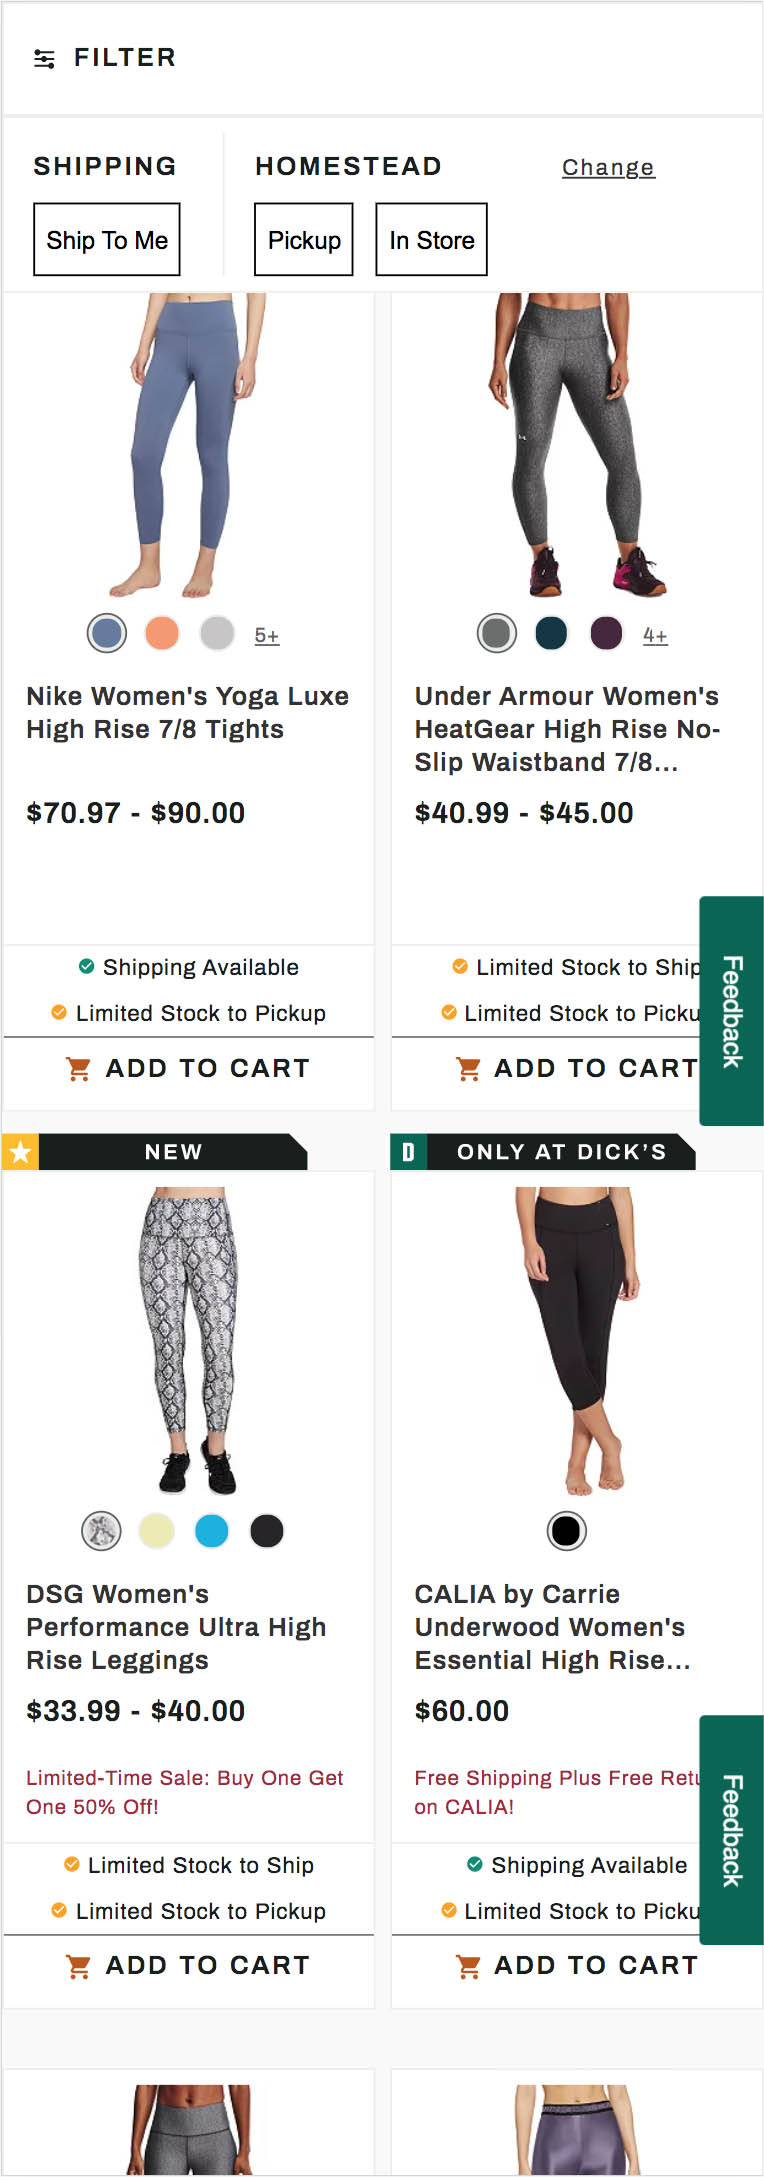 FILTER
SHIPPING
HOMESTEAD
Change
Ship To Me
Pickup
In Store
5+
4+
Nike Women's Yoga Luxe
High Rise 7/8 Tights
$70.97 - $90.00
Under Armour Women's
HeatGear High Rise No-
Slip Waistband 7/8...
$40.99 - $45.00
Shipping Available
Limited Stock to Pickup
ADD TO CART
Limited Stock to Ship
Limited Stock to Picku
ADD TO CART
Feedback
NEW
D ONLY AT DICK'S
DSG Women's
Performance Ultra High
Rise Leggings
$33.99 - $40.00
Limited-Time Sale: Buy One Get
One 50% Off!
CALIA by Carrie
Underwood Women's
Essential High Rise...
$60.00
Free Shipping Plus Free Retu
on CALIA!
Limited Stock to Ship
Limited Stock to Pickup
ADD TO CART
Shipping Available
Limited Stock to Picku
ADD TO CART
Feedback